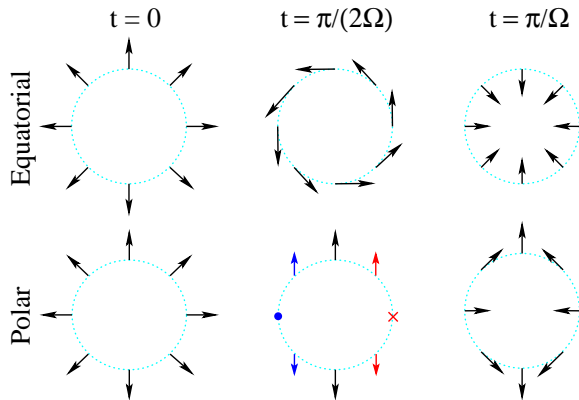 t = 0
t = π/(2Ω)
t = π/Ω
Equatorial
Polar